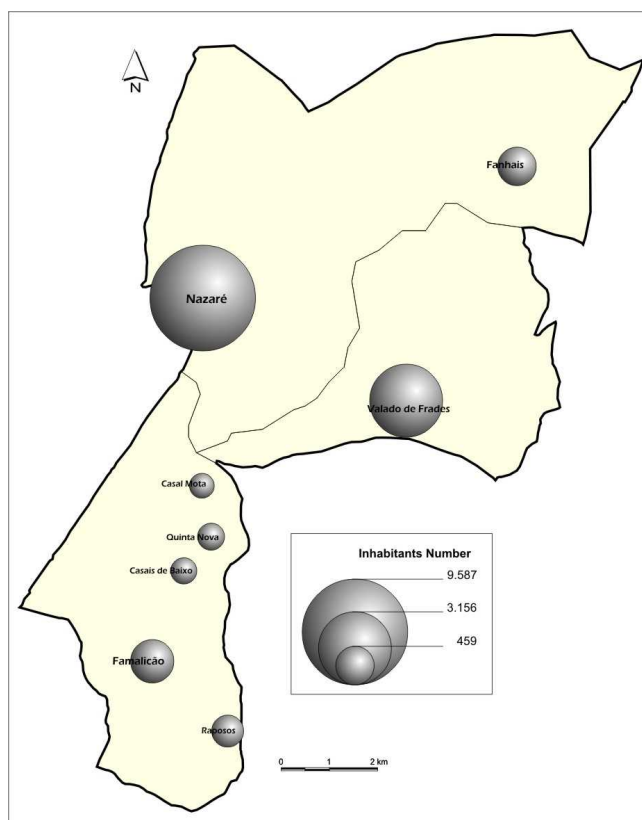 N
Fanhais
Nazaré
Valado de Frades
Casal Mota
Quinta Nova
Casais de Baixo
Famalicão
Raposos
Inhabitants Number
9.587
3.156
459
0 1 2 km